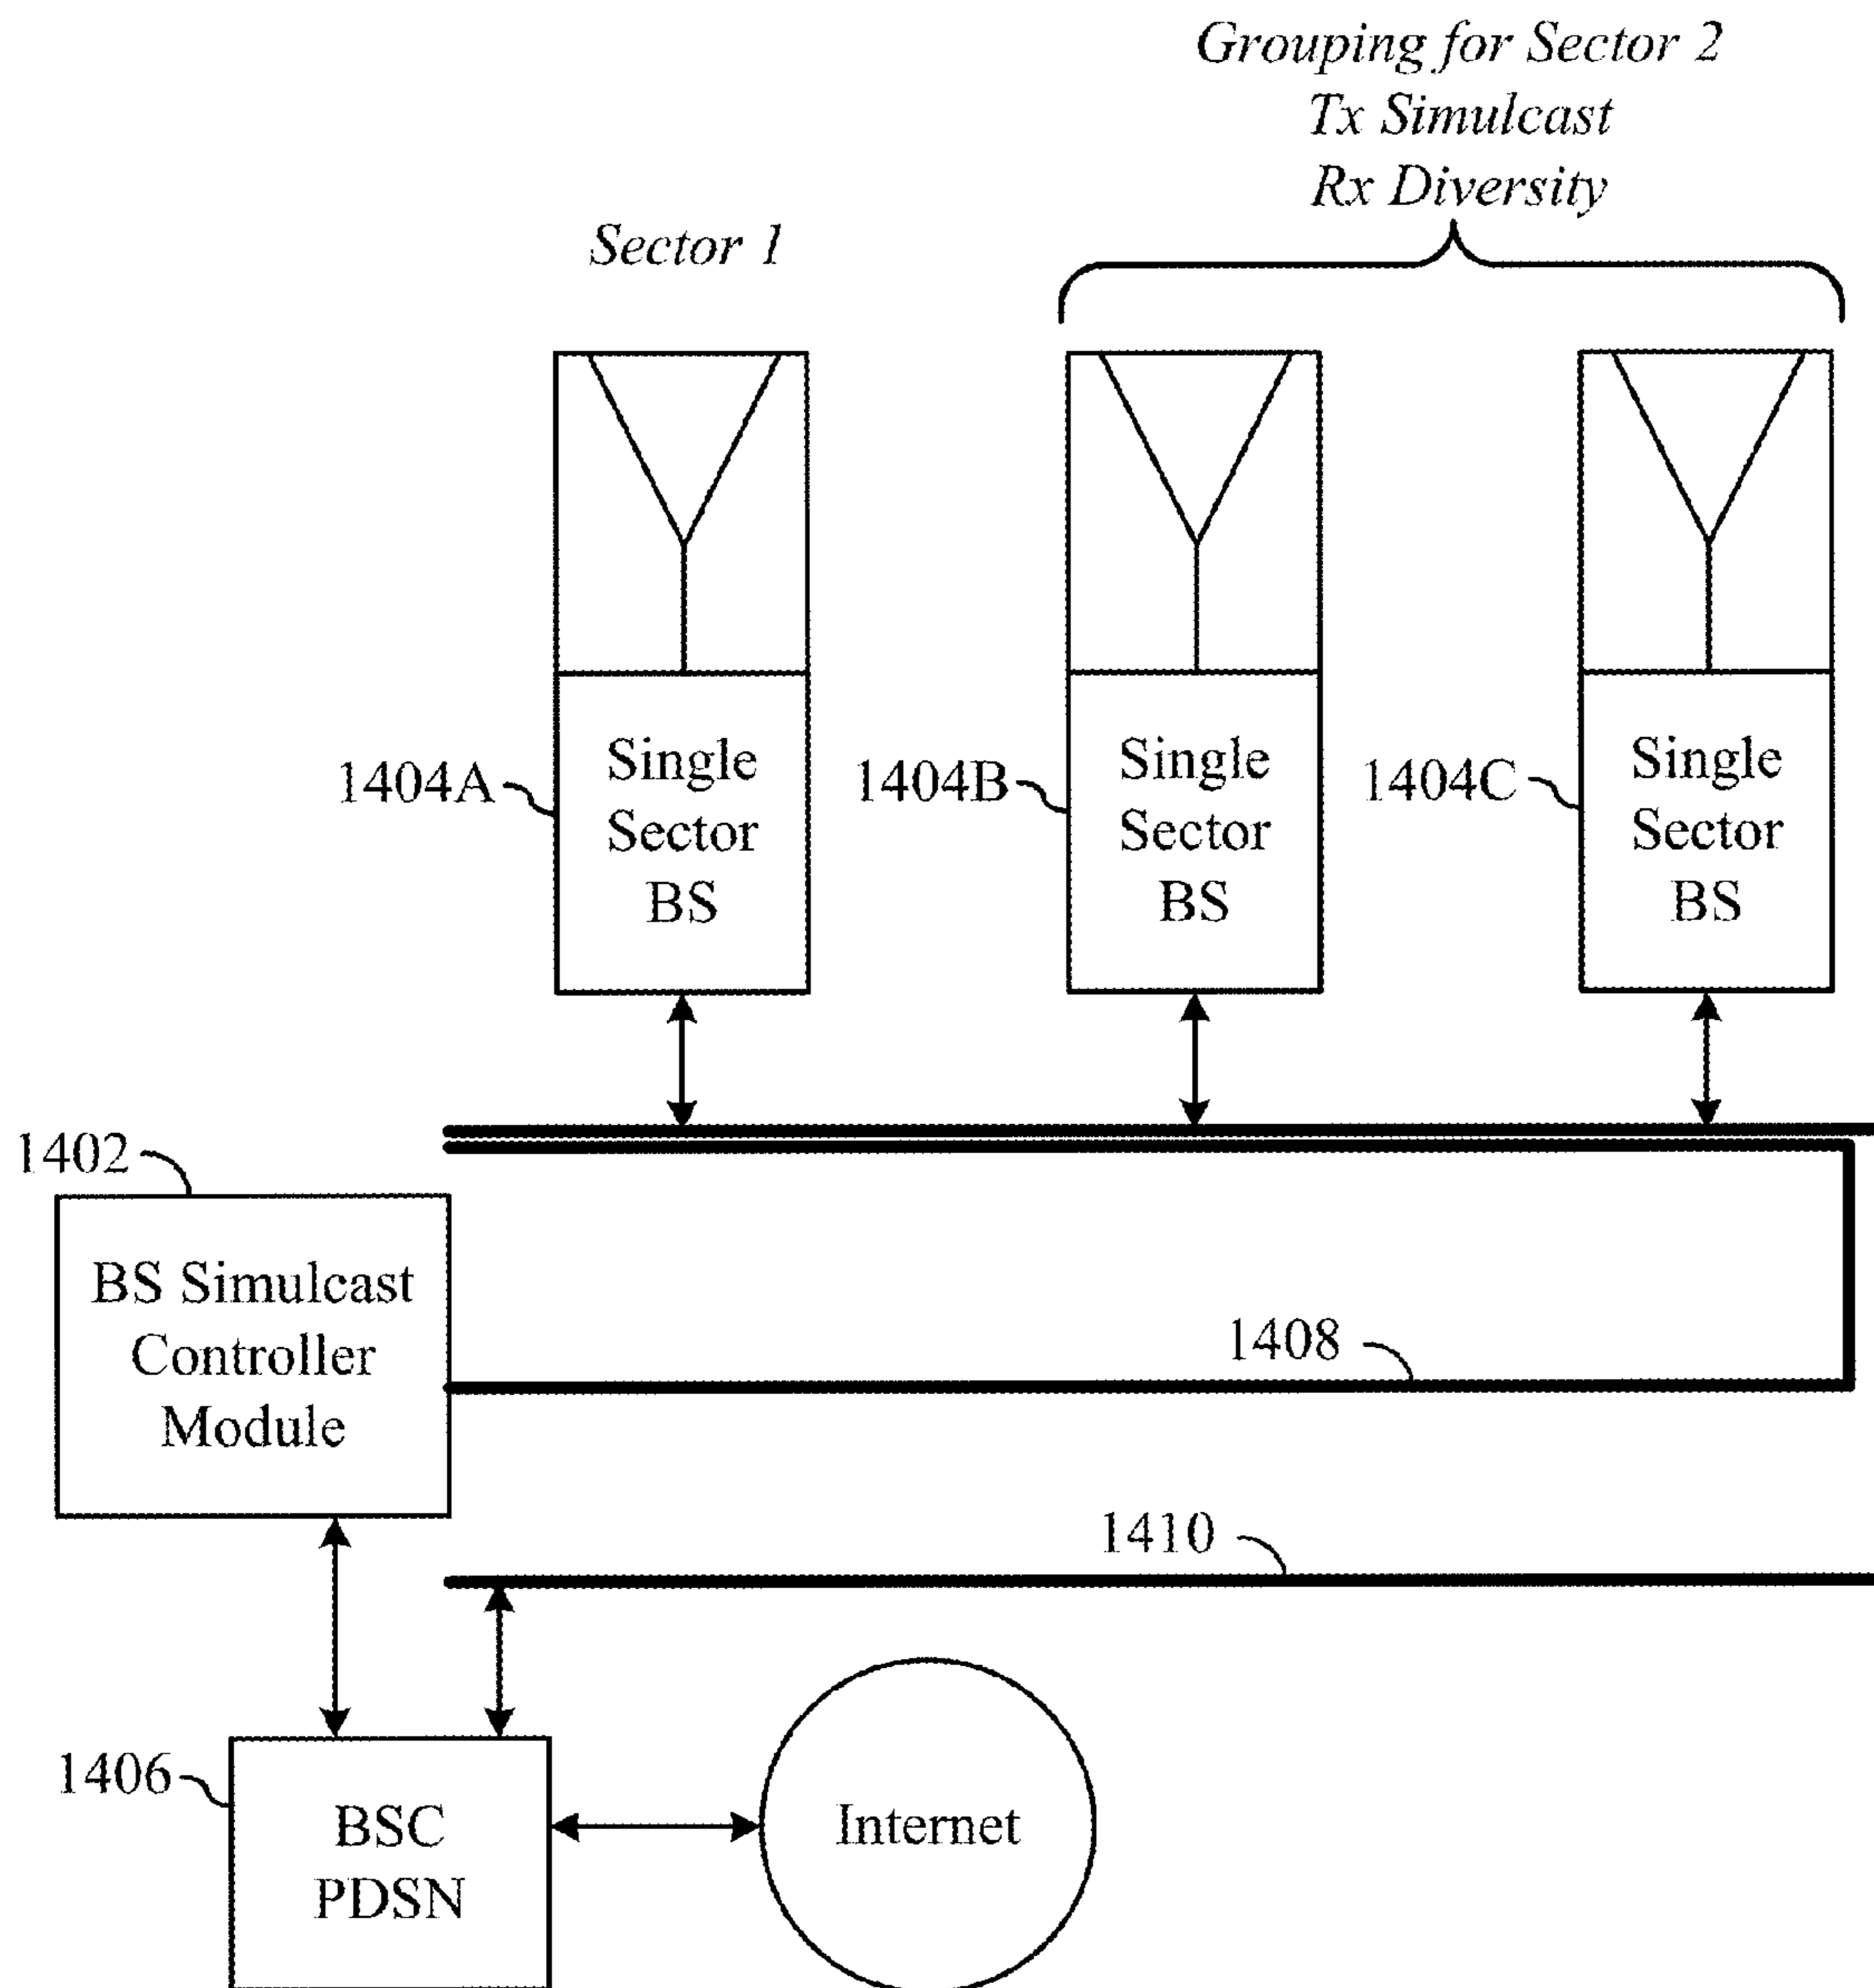 Grouping for Sector 2
Tx Simulcast
Rx Diversity
Sector 1
1404A
Single
Sector
BS
1404B
Single
Sector
BS
1404C
Single
Sector
BS
1402
BS Simulcast
Controller
Module
1408
1410
1406
BSC
PDSN
Internet